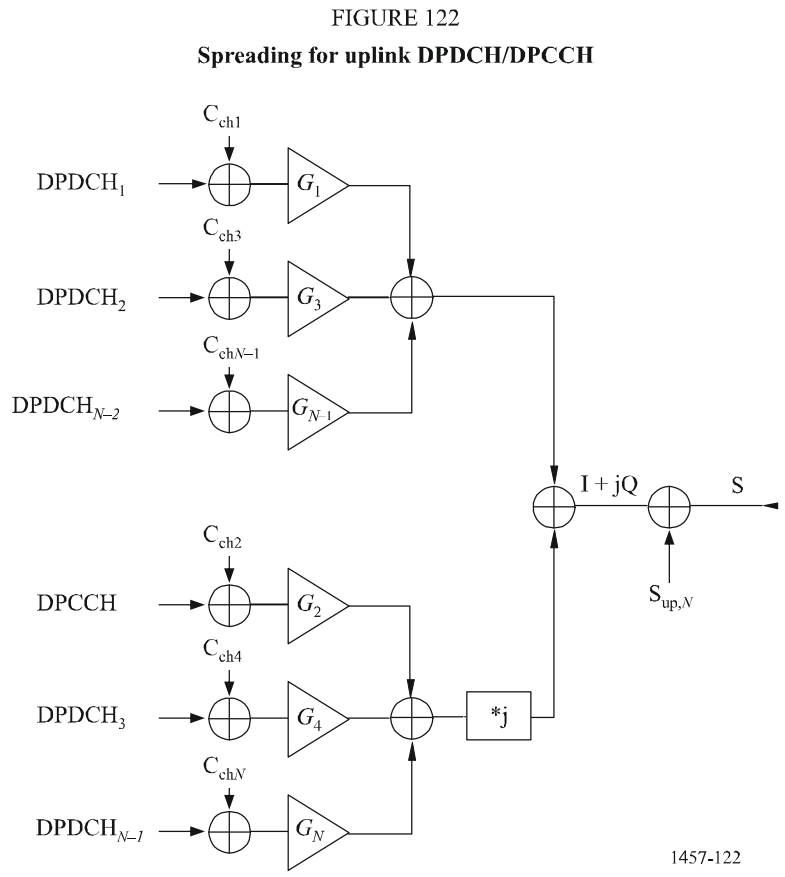 FIGURE 122
Spreading for uplink DPDCH/DPCCH
C_ch1
DPDCH_1
G_1
C_ch3
DPDCH_2
G_3
C_chN–1
DPDCH_N–2
G_N–1
I + jQ
S
S_up,N
C_ch2
DPCCH
G_2
C_ch4
DPDCH_3
G_4
*j
C_chN
DPDCH_N–1
G_N
1457-122